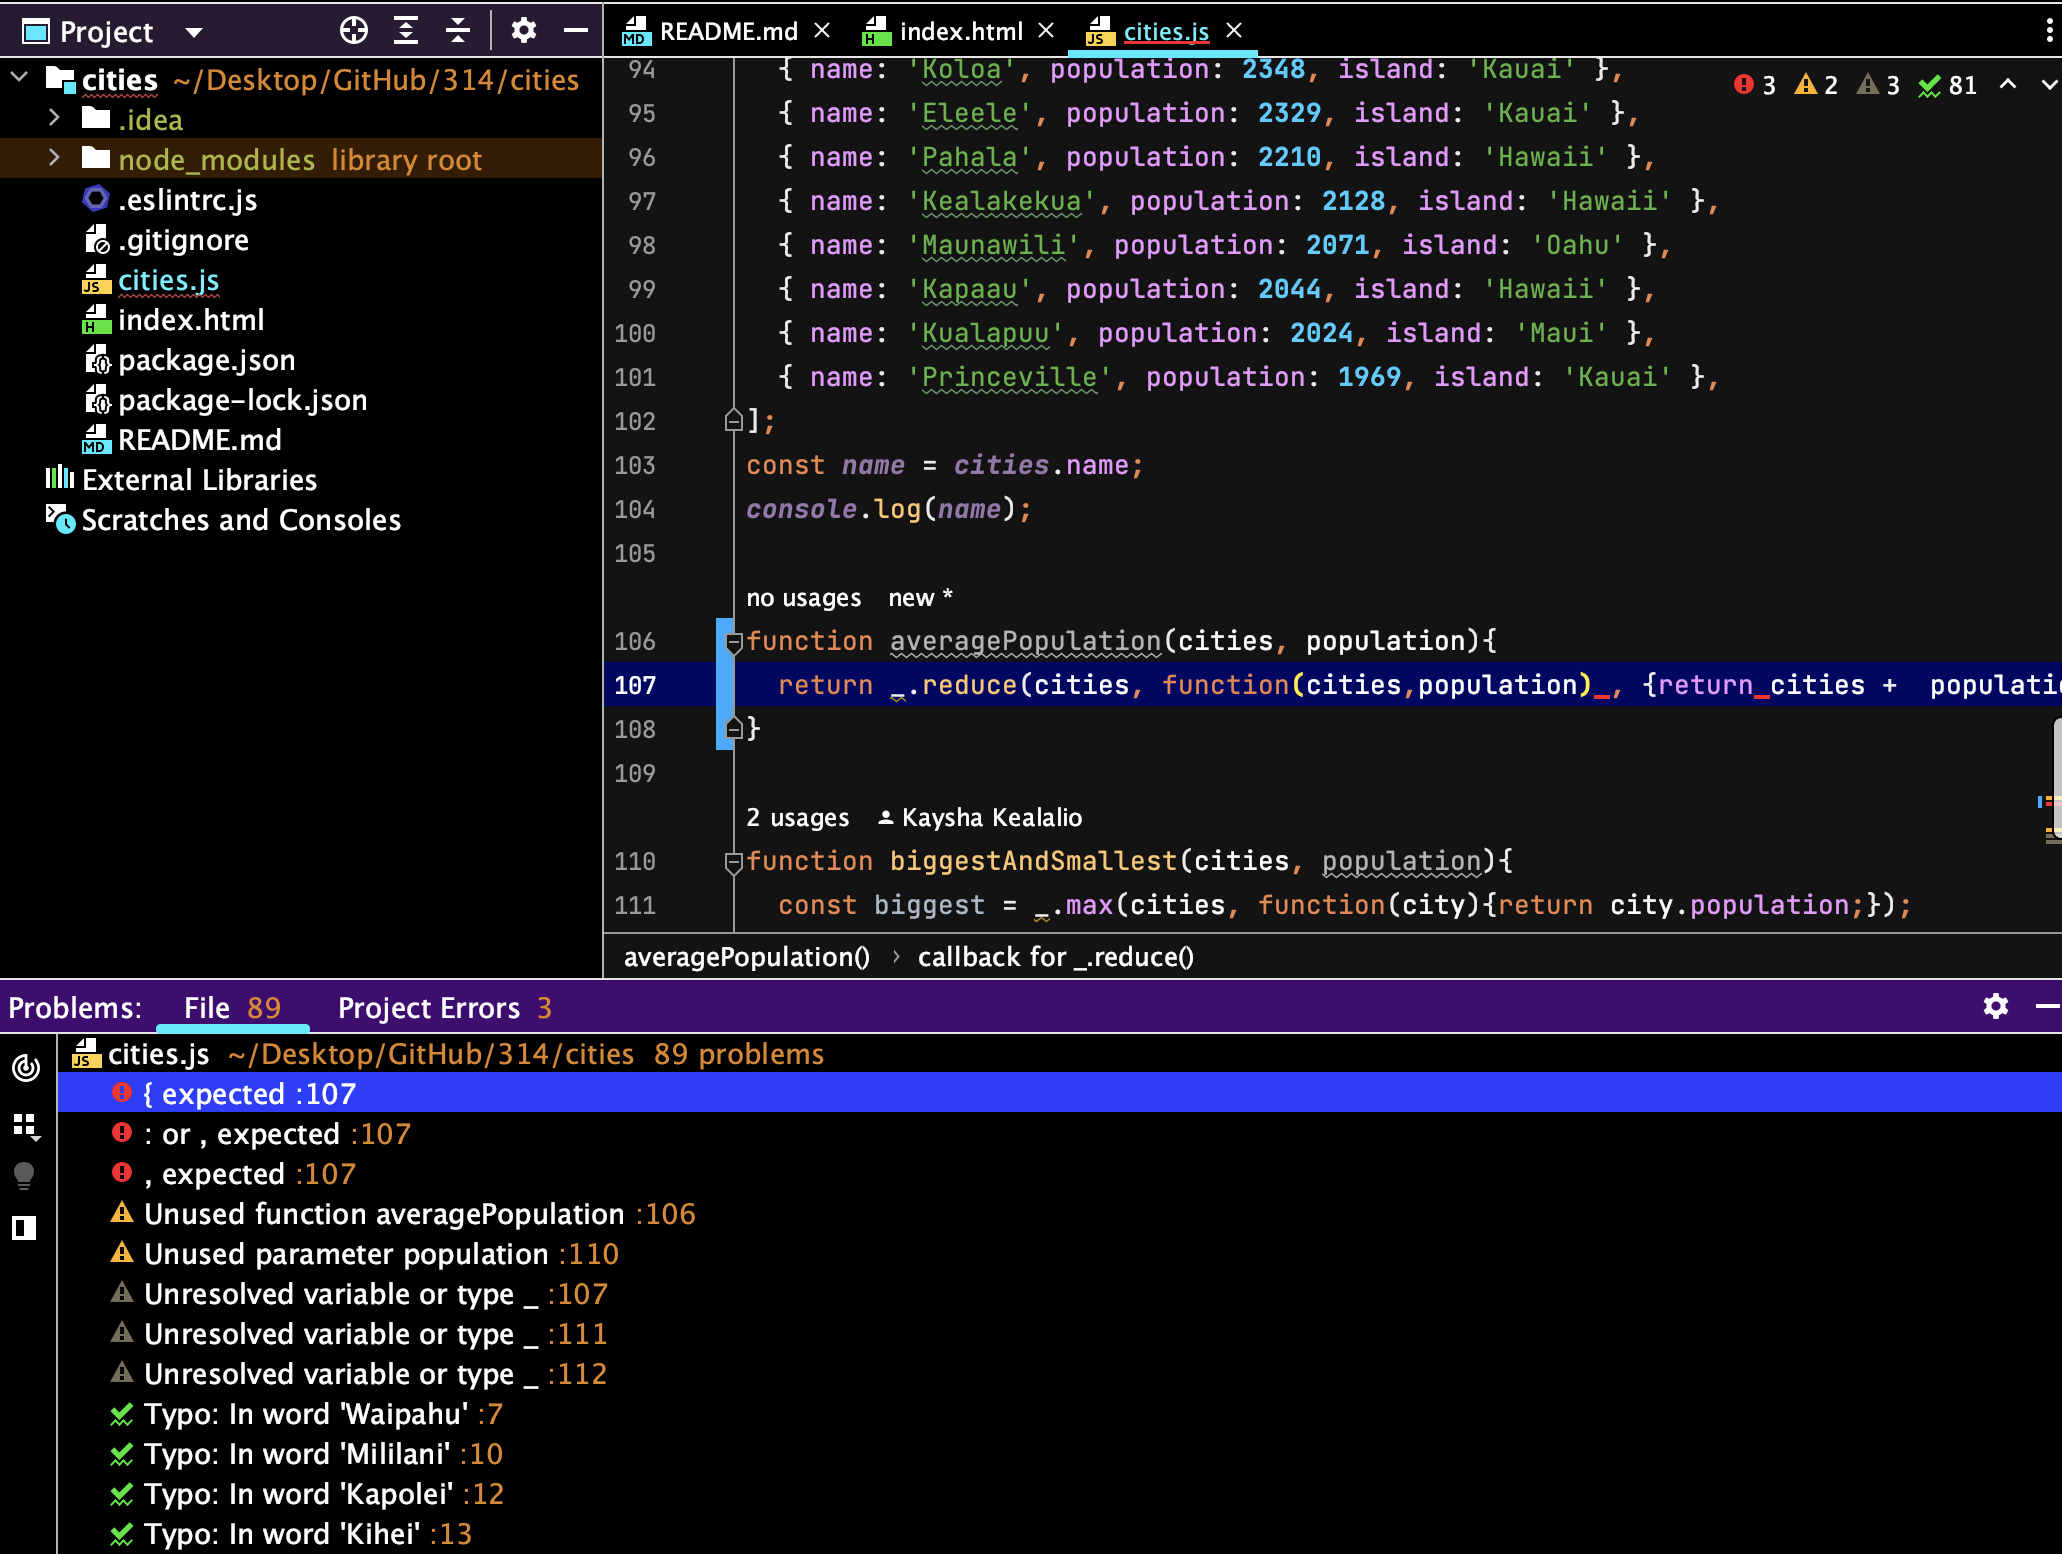 Project
cities ~/Desktop/GitHub/314/cities
.idea
node_modules library root
.eslintrc.js
.gitignore
JS cities.js
H index.html
package.json
package-lock.json
MD README.md
External Libraries
Scratches and Consoles
MD README.md H index.html JS cities.js
3 2 3 81
94 { name: 'Koloa', population: 2348, island: 'Kauai' },
95 { name: 'Eleele', population: 2329, island: 'Kauai' },
96 { name: 'Pahala', population: 2210, island: 'Hawaii' },
97 { name: 'Kealakekua', population: 2128, island: 'Hawaii' },
98 { name: 'Maunawili', population: 2071, island: 'Oahu' },
99 { name: 'Kapaau', population: 2044, island: 'Hawaii' },
100 { name: 'Kualapuu', population: 2024, island: 'Maui' },
101 { name: 'Princeville', population: 1969, island: 'Kauai' },
102 ];
103 const name = cities.name;
104 console.log(name);
105
no usages new *
106 function averagePopulation(cities, population){
107 return _.reduce(cities, function(cities,population) , {return cities + populatio
108 }
109
2 usages Kaysha Kealalio
110 function biggestAndSmallest(cities, population){
111 const biggest = _.max(cities, function(city){return city.population;});
averagePopulation() › callback for _.reduce()
Problems: File 89 Project Errors 3
JS cities.js ~/Desktop/GitHub/314/cities 89 problems
{ expected :107
: or , expected :107
, expected :107
Unused function averagePopulation :106
Unused parameter population :110
Unresolved variable or type _ :107
Unresolved variable or type _ :111
Unresolved variable or type _ :112
Typo: In word 'Waipahu' :7
Typo: In word 'Mililani' :10
Typo: In word 'Kapolei' :12
Typo: In word 'Kihei' :13